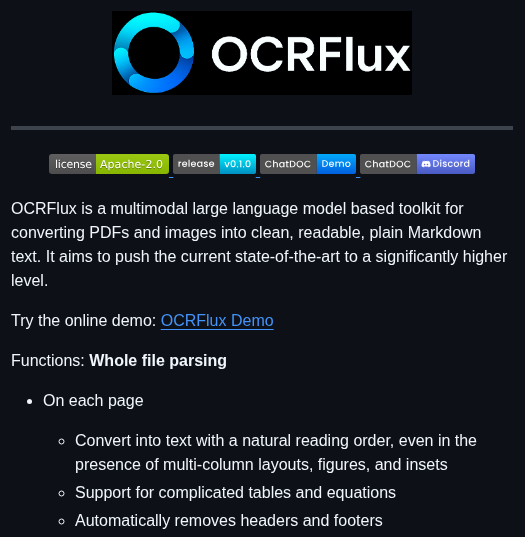 OCRFlux
license Apache-2.0 release v0.1.0 ChatDOC Demo ChatDOC Discord
OCRFlux is a multimodal large language model based toolkit for
converting PDFs and images into clean, readable, plain Markdown
text. It aims to push the current state-of-the-art to a significantly higher
level.
Try the online demo: OCRFlux Demo
Functions: Whole file parsing
• On each page
◦ Convert into text with a natural reading order, even in the
presence of multi-column layouts, figures, and insets
◦ Support for complicated tables and equations
◦ Automatically removes headers and footers